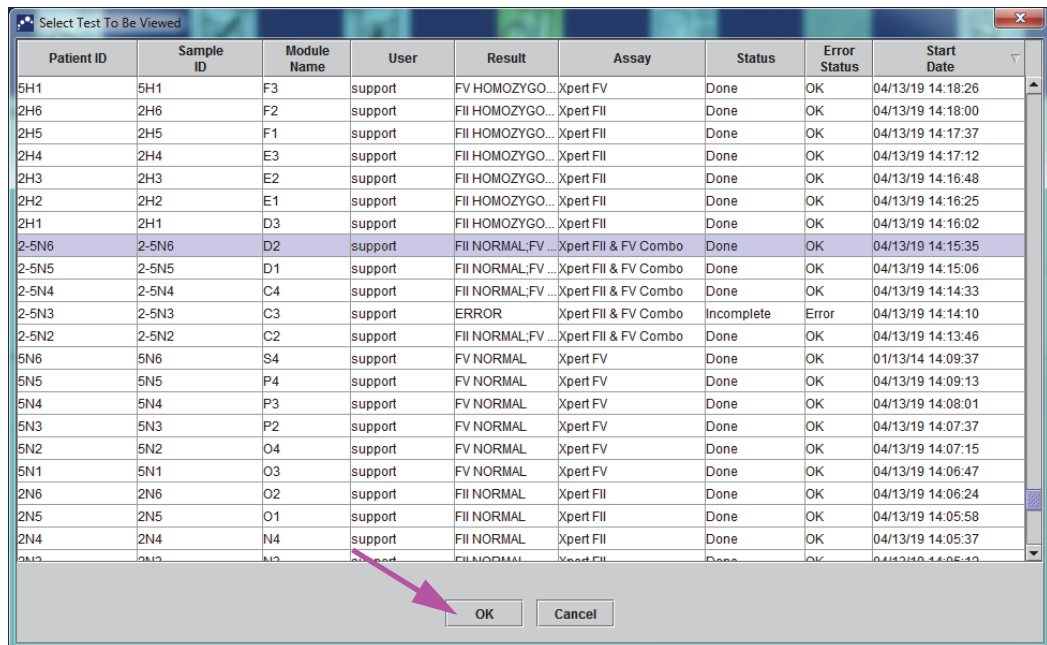 Select Test To Be Viewed
Patient ID Sample ID Module Name User Result Assay Status Error Status Start Date
5H1 5H1 F3 support FV HOMOZYGO... Xpert FV Done OK 04/13/19 14:18:26
2H6 2H6 F2 support FII HOMOZYGO... Xpert FII Done OK 04/13/19 14:18:00
2H5 2H5 F1 support FII HOMOZYGO... Xpert FII Done OK 04/13/19 14:17:37
2H4 2H4 E3 support FII HOMOZYGO... Xpert FII Done OK 04/13/19 14:17:12
2H3 2H3 E2 support FII HOMOZYGO... Xpert FII Done OK 04/13/19 14:16:48
2H2 2H2 E1 support FII HOMOZYGO... Xpert FII Done OK 04/13/19 14:16:25
2H1 2H1 D3 support FII HOMOZYGO... Xpert FII Done OK 04/13/19 14:16:02
2-5N6 2-5N6 D2 support FII NORMAL;FV ... Xpert FII & FV Combo Done OK 04/13/19 14:15:35
2-5N5 2-5N5 D1 support FII NORMAL;FV ... Xpert FII & FV Combo Done OK 04/13/19 14:15:06
2-5N4 2-5N4 C4 support FII NORMAL;FV ... Xpert FII & FV Combo Done OK 04/13/19 14:14:33
2-5N3 2-5N3 C3 support ERROR Xpert FII & FV Combo Incomplete Error 04/13/19 14:14:10
2-5N2 2-5N2 C2 support FII NORMAL;FV ... Xpert FII & FV Combo Done OK 04/13/19 14:13:46
5N6 5N6 S4 support FV NORMAL Xpert FV Done OK 01/13/14 14:09:37
5N5 5N5 P4 support FV NORMAL Xpert FV Done OK 04/13/19 14:09:13
5N4 5N4 P3 support FV NORMAL Xpert FV Done OK 04/13/19 14:08:01
5N3 5N3 P2 support FV NORMAL Xpert FV Done OK 04/13/19 14:07:37
5N2 5N2 O4 support FV NORMAL Xpert FV Done OK 04/13/19 14:07:15
5N1 5N1 O3 support FV NORMAL Xpert FV Done OK 04/13/19 14:06:47
2N6 2N6 O2 support FII NORMAL Xpert FII Done OK 04/13/19 14:06:24
2N5 2N5 O1 support FII NORMAL Xpert FII Done OK 04/13/19 14:05:58
2N4 2N4 N4 support FII NORMAL Xpert FII Done OK 04/13/19 14:05:37
OK Cancel